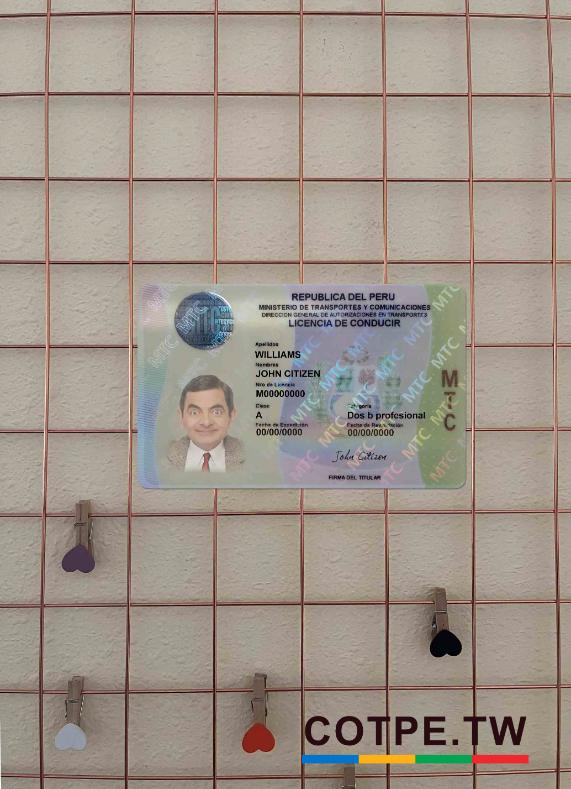 REPUBLICA DEL PERU
MINISTERIO DE TRANSPORTES Y COMUNICACIONES
DIRECCION GENERAL DE AUTORIZACIONES EN TRANSPORTES
LICENCIA DE CONDUCIR
Apellidos
WILLIAMS
Nombres
JOHN CITIZEN
Nro de Licencia
M00000000
Clase
A
Dos b profesional
Fecha de Expedición
Fecha de Revalidación
00/00/0000
00/00/0000
John Citizen
FIRMA DEL TITULAR
MTC
COTPE.TW